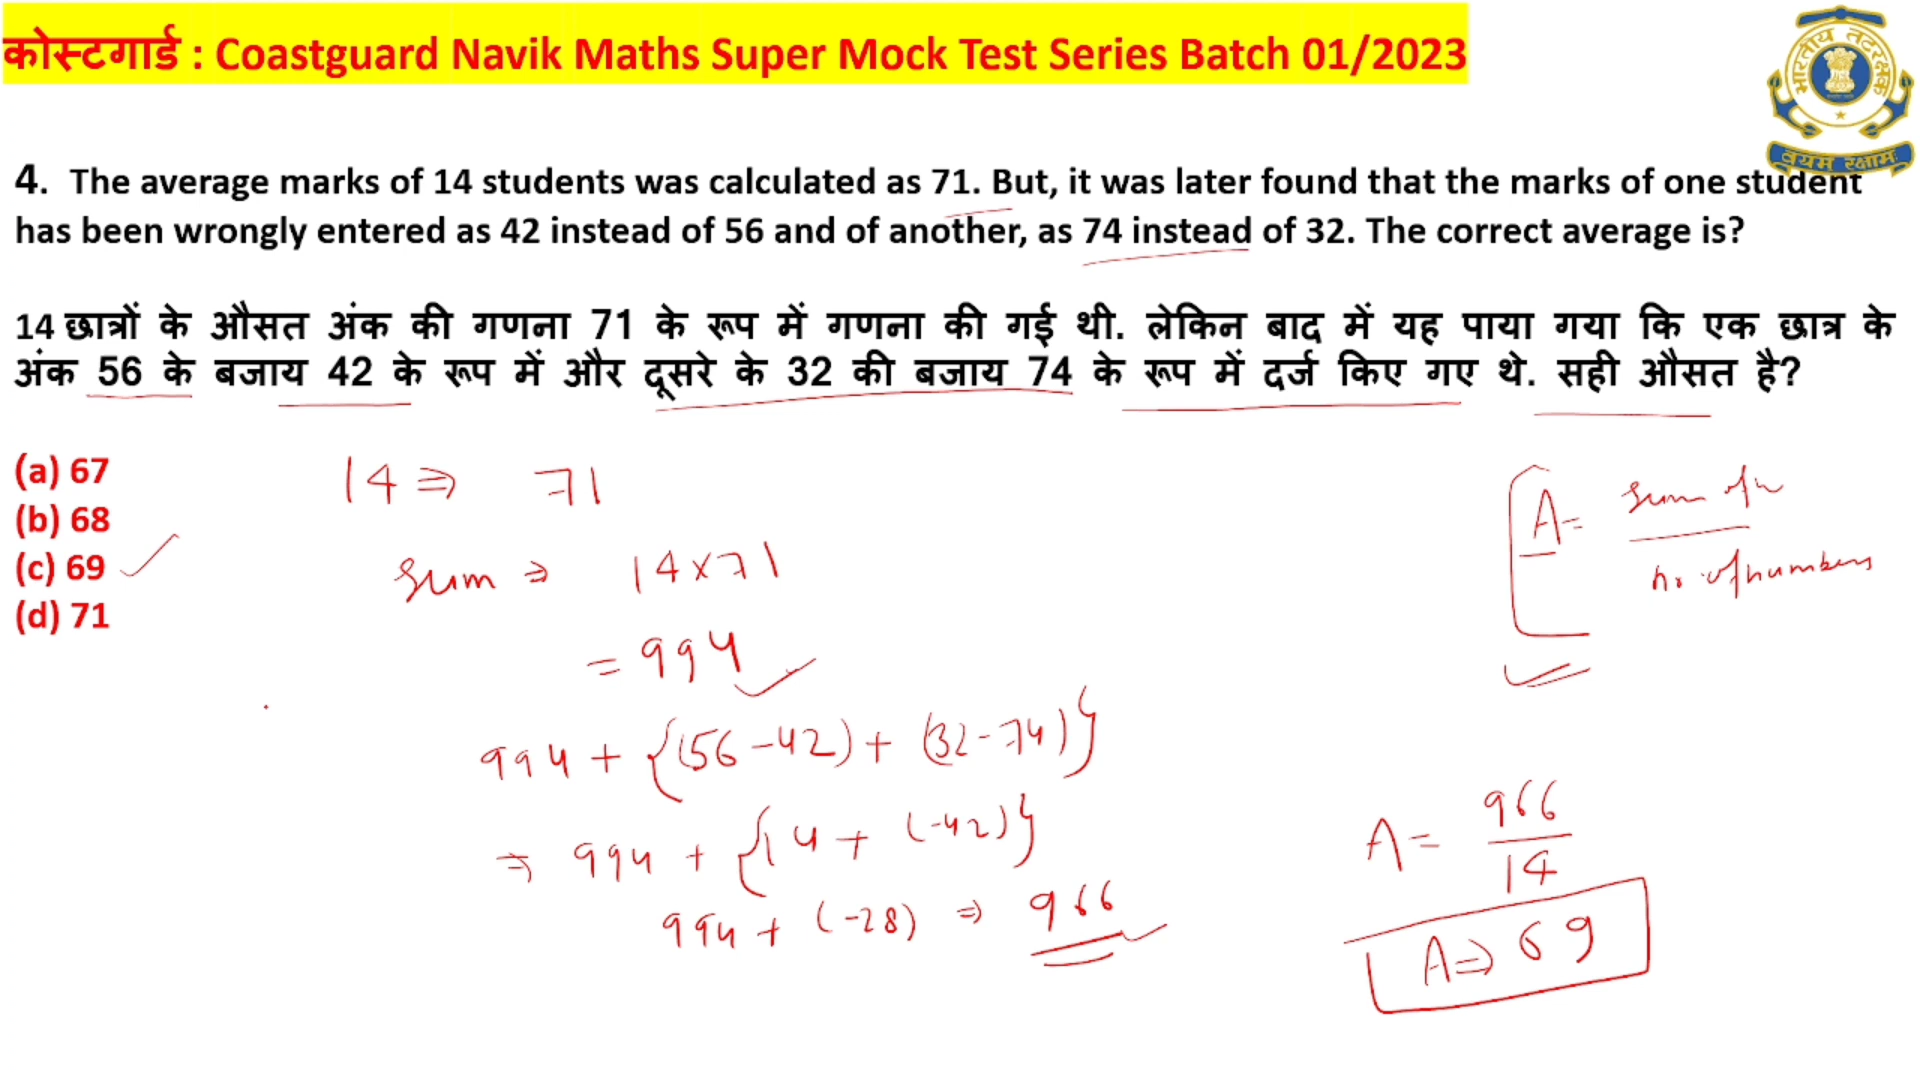 कोस्टगार्ड : Coastguard Navik Maths Super Mock Test Series Batch 01/2023
भारतीय तटरक्षक
वयम रक्षामः
4. The average marks of 14 students was calculated as 71. But, it was later found that the marks of one student
has been wrongly entered as 42 instead of 56 and of another, as 74 instead of 32. The correct average is?
14 छात्रों के औसत अंक की गणना 71 के रूप में गणना की गई थी. लेकिन बाद में यह पाया गया कि एक छात्र के
अंक 56 के बजाय 42 के रूप में और दूसरे के 32 की बजाय 74 के रूप में दर्ज किए गए थे. सही औसत है?
(a) 67
(b) 68
(c) 69
(d) 71
14 ⇒ 71
Sum ⇒ 14×71
= 994
994 + {(56-42) + (32-74)}
⇒ 994 + {14 + (-42)}
994 + (-28) ⇒ 966
A = sum of n / no. of numbers
A = 966/14
A ⇒ 69